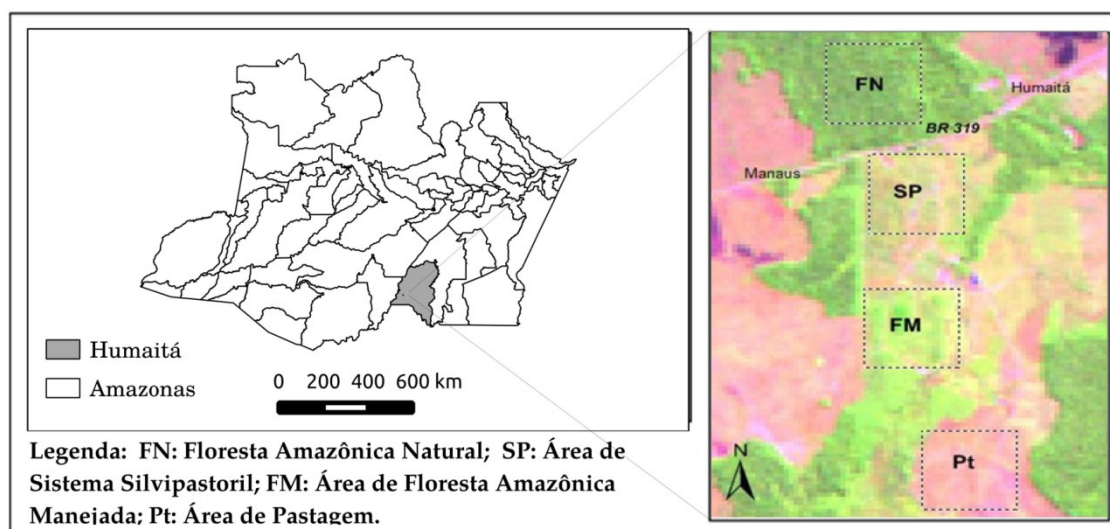 Humaitá
Amazonas
0 200 400 600 km
Legenda: FN: Floresta Amazônica Natural; SP: Área de
Sistema Silvipastoril; FM: Área de Floresta Amazônica
Manejada; Pt: Área de Pastagem.
FN
Humaitá
BR 319
Manaus
SP
FM
N
Pt